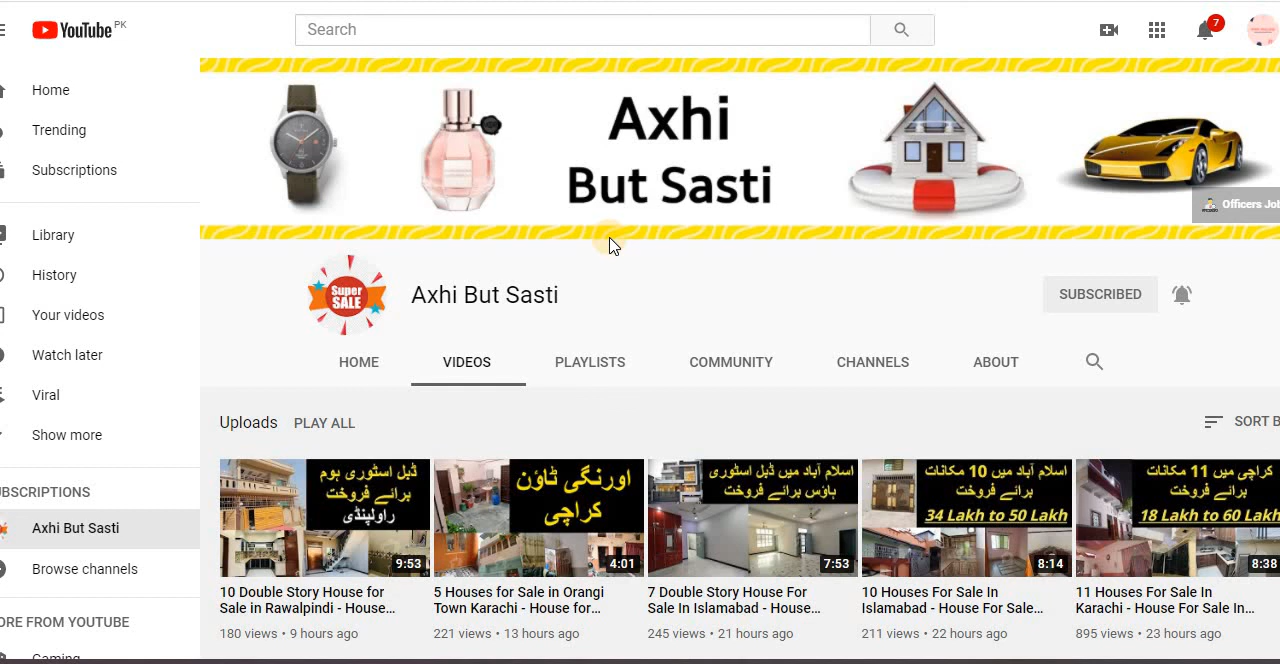 YouTube PK
Search
7
Home
Trending
Subscriptions
Library
History
Your videos
Watch later
Viral
Show more
Axhi But Sasti
Browse channels
Axhi
But Sasti
Officers
Super
SALE
Axhi But Sasti
SUBSCRIBED
HOME VIDEOS PLAYLISTS COMMUNITY CHANNELS ABOUT
Uploads PLAY ALL
SORT
ڈبل اسٹوری ہوم
برائے فروخت
راولپنڈی
9:53
10 Double Story House for
Sale in Rawalpindi - House...
180 views • 9 hours ago
اورنگی ٹاؤن
کراچی
4:01
5 Houses for Sale in Orangi
Town Karachi - House for...
221 views • 13 hours ago
اسلام آباد میں ڈبل اسٹوری
ہاؤس برائے فروخت
7:53
7 Double Story House For
Sale In Islamabad - House...
245 views • 21 hours ago
اسلام آباد میں 10 مکانات
برائے فروخت
34 Lakh to 50 Lakh
8:14
10 Houses For Sale In
Islamabad - House For Sale...
211 views • 22 hours ago
کراچی میں 11 مکانات
برائے فروخت
18 Lakh to 60 Lakh
8:38
11 Houses For Sale In
Karachi - House For Sale In...
895 views • 23 hours ago
FROM YOUTUBE